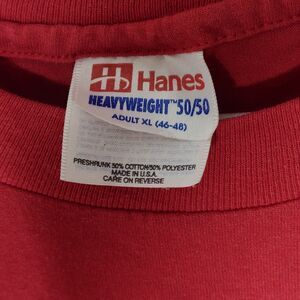 Hanes
HEAVYWEIGHT™ 50/50
ADULT XL (46-48)
PRESHRUNK 50% COTTON/50% POLYESTER
MADE IN U.S.A.
CARE ON REVERSE